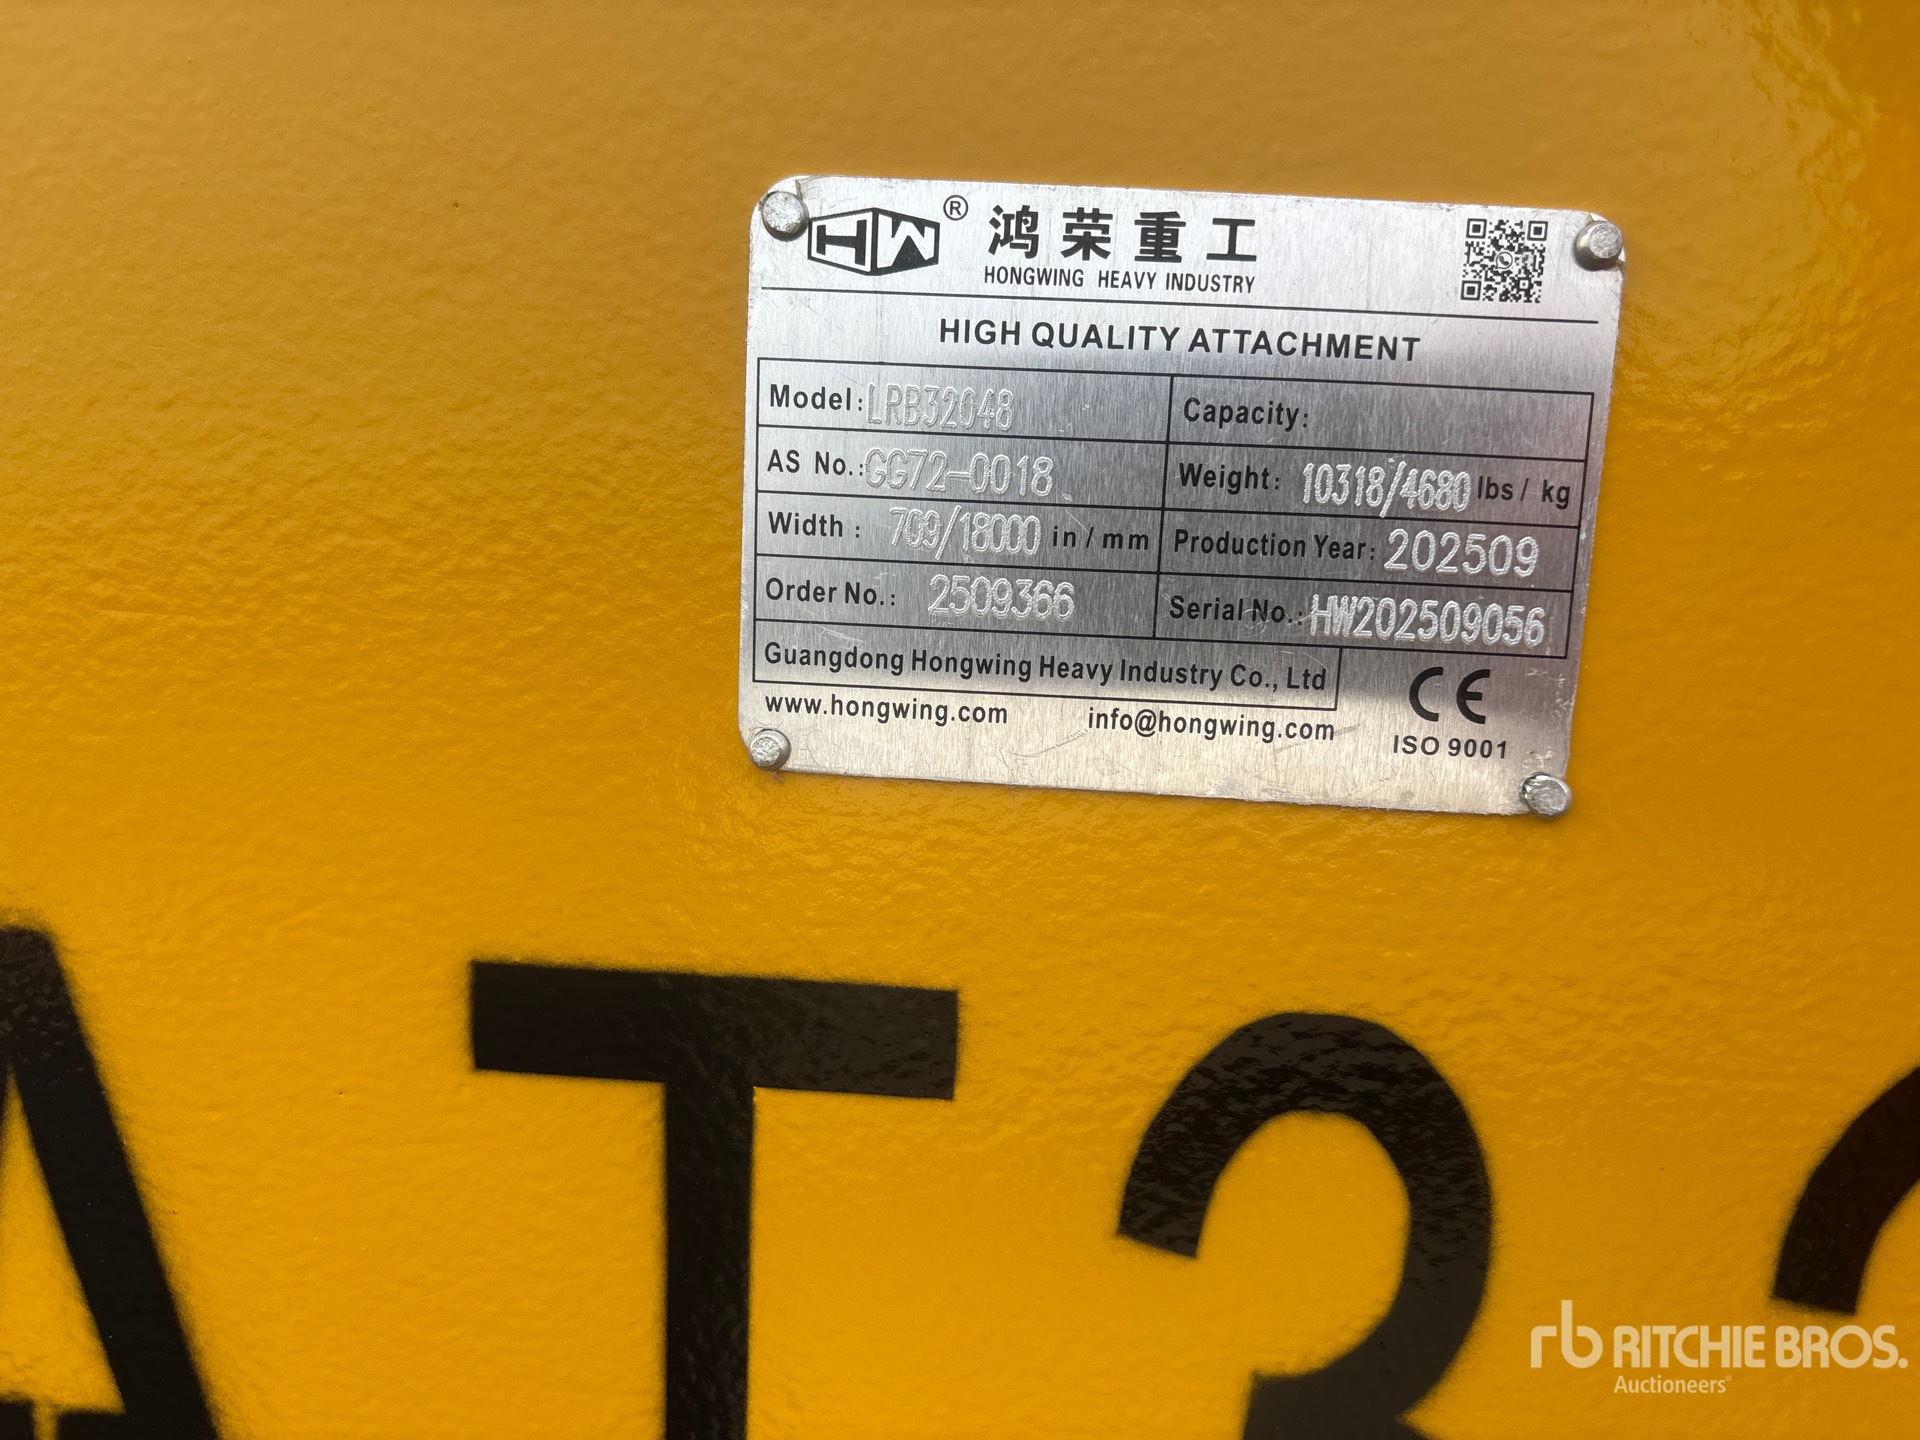 HW® 鸿荣重工
HONGWING HEAVY INDUSTRY
HIGH QUALITY ATTACHMENT
Model: LRB32048 Capacity:
AS No.: GG72-0018 Weight: 10318/4680 lbs / kg
Width: 709/18000 in / mm Production Year: 202509
Order No.: 2509366 Serial No.: HW202509056
Guangdong Hongwing Heavy Industry Co., Ltd
www.hongwing.com info@hongwing.com CE
ISO 9001
AT3
rb RITCHIE BROS.
Auctioneers